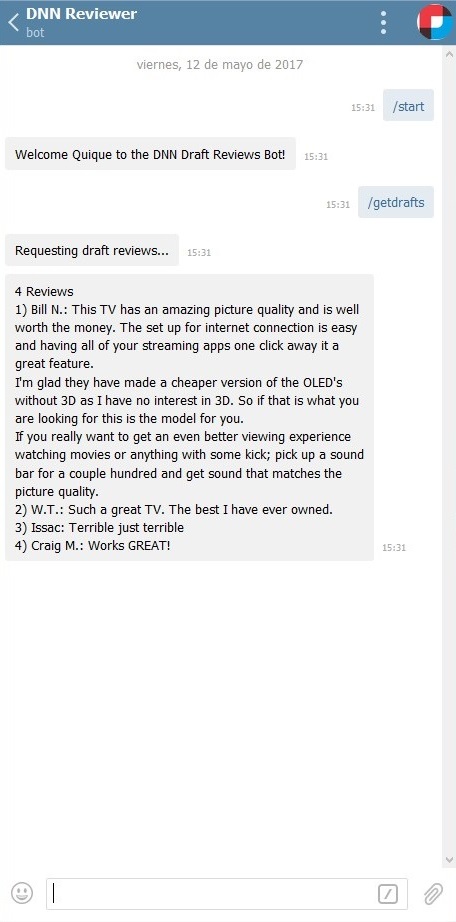 DNN Reviewer
bot
viernes, 12 de mayo de 2017
15:31 /start
Welcome Quique to the DNN Draft Reviews Bot! 15:31
15:31 /getdrafts
Requesting draft reviews... 15:31
4 Reviews
1) Bill N.: This TV has an amazing picture quality and is well
worth the money. The set up for internet connection is easy
and having all of your streaming apps one click away it a
great feature.
I'm glad they have made a cheaper version of the OLED's
without 3D as I have no interest in 3D. So if that is what you
are looking for this is the model for you.
If you really want to get an even better viewing experience
watching movies or anything with some kick; pick up a sound
bar for a couple hundred and get sound that matches the
picture quality.
2) W.T.: Such a great TV. The best I have ever owned.
3) Issac: Terrible just terrible
4) Craig M.: Works GREAT! 15:31